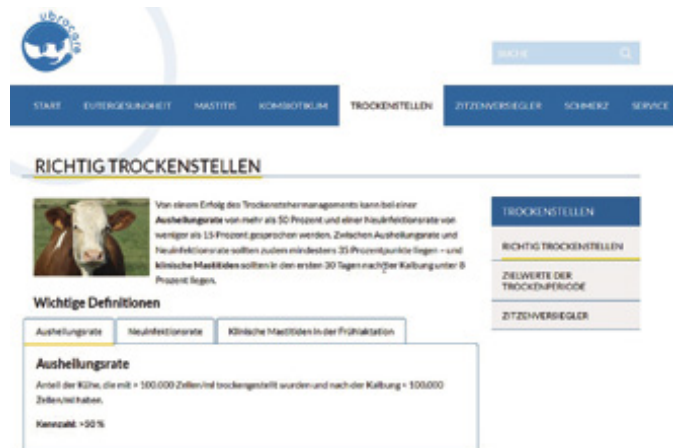 ubrocare
SUCHE
START EUTERGESUNDHEIT MASTITIS KOMBIOTIKUM TROCKENSTELLEN ZITZENVERSIEGLER SCHMERZ SERVICE
RICHTIG TROCKENSTELLEN
Von einem Erfolg des Trockenstehermanagements kann bei einer
Ausheilungsrate von mehr als 50 Prozent und einer Neuinfektionsrate von
weniger als 15 Prozent gesprochen werden. Zwischen Ausheilungsrate und
Neuinfektionsrate sollten zudem mindestens 35 Prozentpunkte liegen – und
klinische Mastitiden sollten in den ersten 30 Tagen nach der Kalbung unter 8
Prozent liegen.
TROCKENSTELLEN
RICHTIG TROCKENSTELLEN
ZIELWERTE DER
TROCKENPERIODE
ZITZENVERSIEGLER
Wichtige Definitionen
Ausheilungsrate Neuinfektionsrate Klinische Mastitiden in der Frühlaktation
Ausheilungsrate
Anteil der Kühe, die mit > 100.000 Zellen/ml trockengestellt wurden und nach der Kalbung < 100.000
Zellen/ml haben.
Kennzahl: >50 %